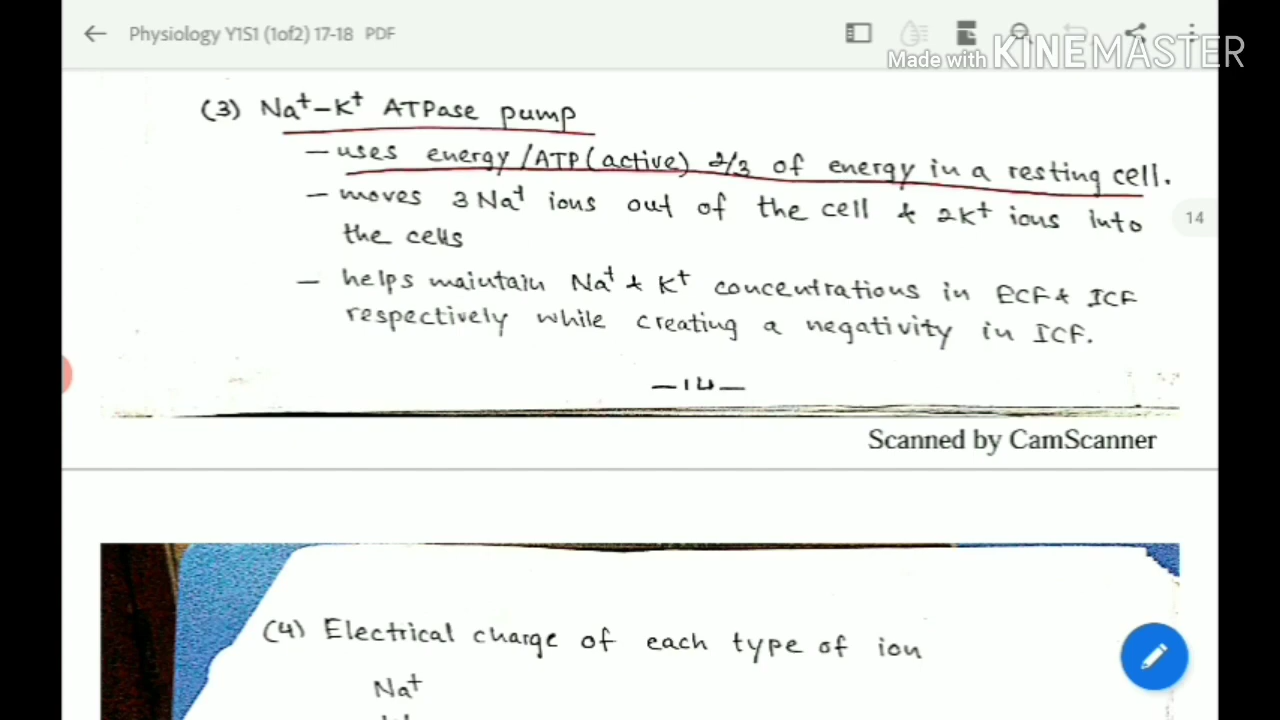 Physiology Y1S1 (1of2) 17-18 PDF
Made with KINEMASTER
(3) Na+-K+ ATPase pump
- uses energy/ATP(active) 2/3 of energy in a resting cell.
- moves 3 Na+ ions out of the cell & 2K+ ions into
14
the cells
- helps maintain Na+ & K+ concentrations in ECF & ICF
respectively while creating a negativity in ICF.
-14-
Scanned by CamScanner
(4) Electrical charge of each type of ion
Na+